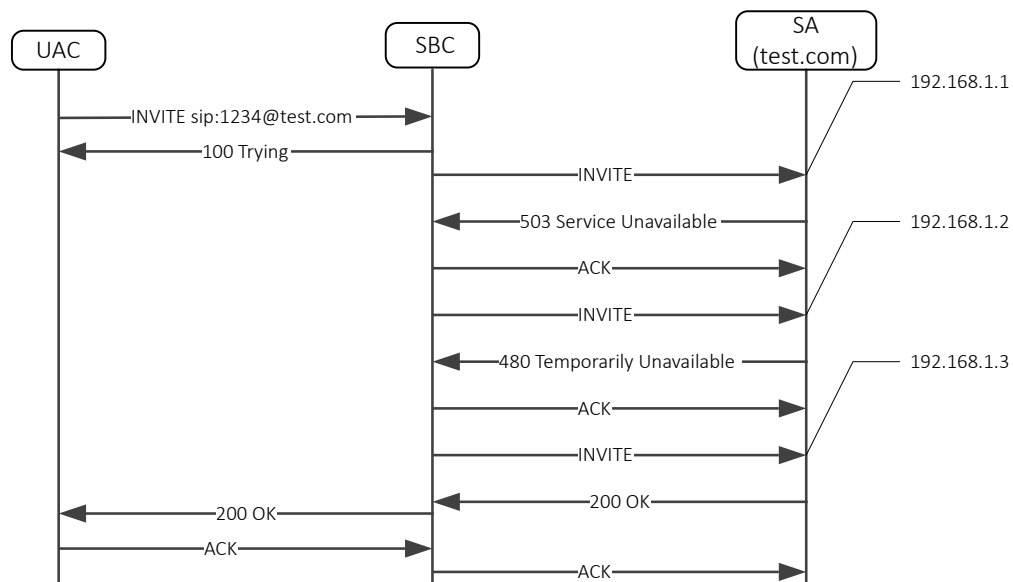 UAC
SBC
SA
(test.com)
192.168.1.1
INVITE sip:1234@test.com
100 Trying
INVITE
503 Service Unavailable
192.168.1.2
ACK
INVITE
480 Temporarily Unavailable
192.168.1.3
ACK
INVITE
200 OK
200 OK
ACK
ACK